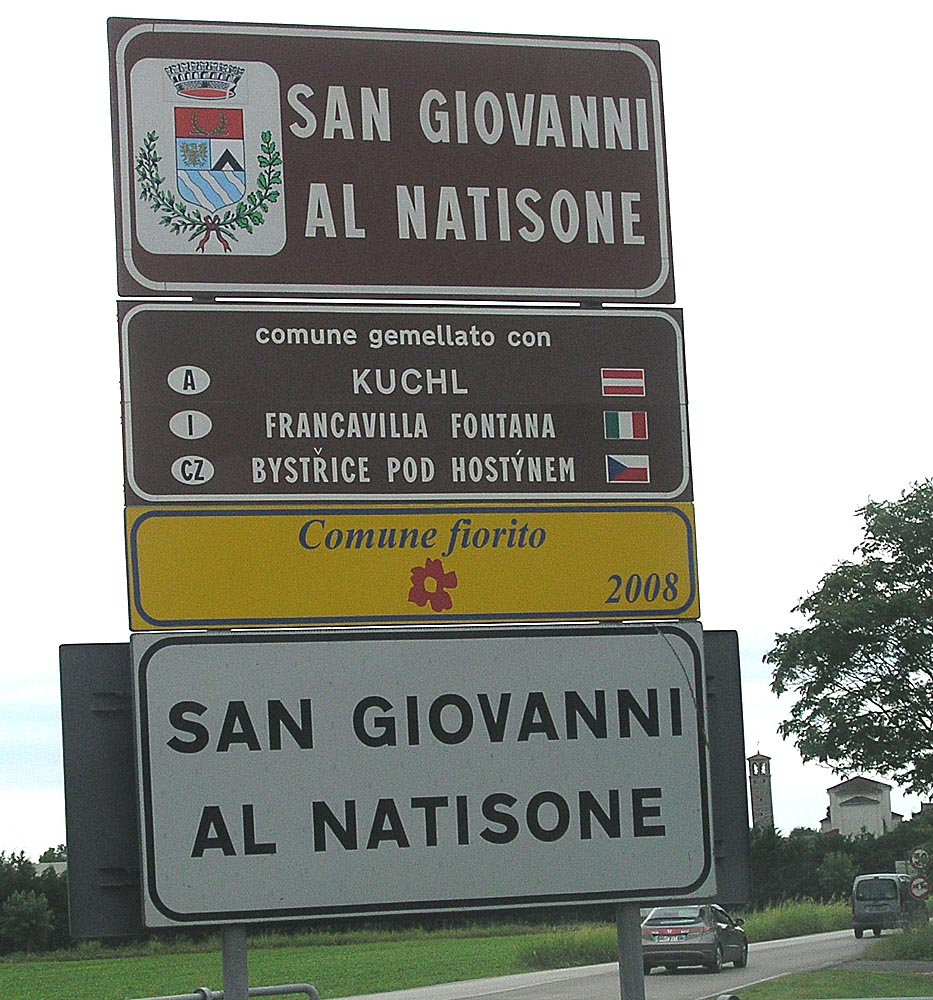 SAN GIOVANNI
AL NATISONE
comune gemellato con
A KUCHL
I FRANCAVILLA FONTANA
CZ BYSTŘICE POD HOSTÝNEM
Comune fiorito
2008
SAN GIOVANNI
AL NATISONE